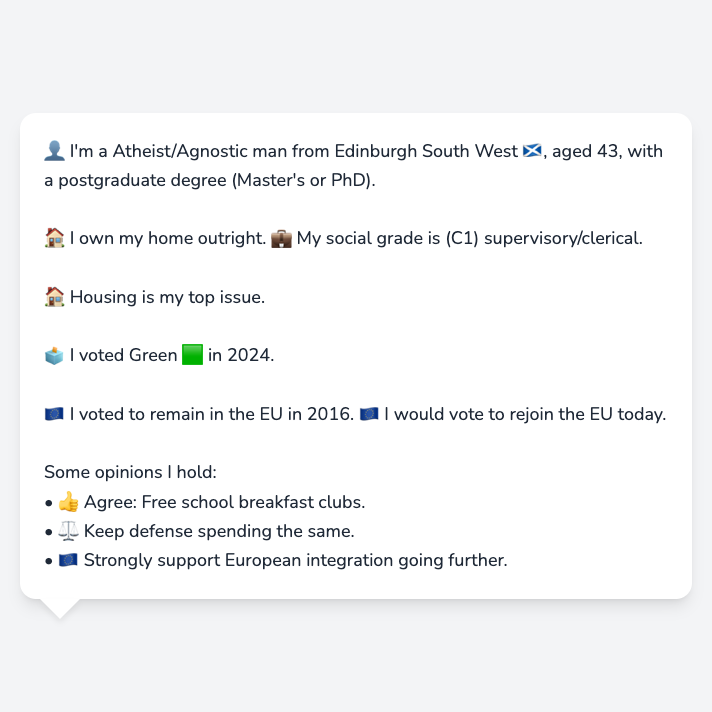 👤 I'm a Atheist/Agnostic man from Edinburgh South West 🏴󠁧󠁢󠁳󠁣󠁴󠁿, aged 43, with
a postgraduate degree (Master's or PhD).
🏠 I own my home outright. 💼 My social grade is (C1) supervisory/clerical.
🏠 Housing is my top issue.
🗳️ I voted Green 🟩 in 2024.
🇪🇺 I voted to remain in the EU in 2016. 🇪🇺 I would vote to rejoin the EU today.
Some opinions I hold:
• 👍 Agree: Free school breakfast clubs.
• ⚖️ Keep defense spending the same.
• 🇪🇺 Strongly support European integration going further.